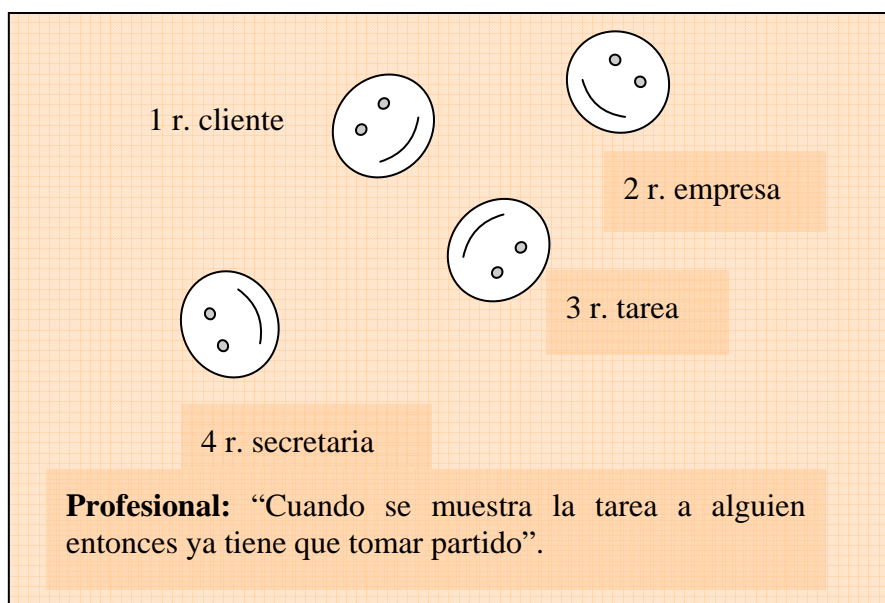 1 r. cliente
2 r. empresa
3 r. tarea
4 r. secretaria
Profesional: “Cuando se muestra la tarea a alguien
entonces ya tiene que tomar partido”.